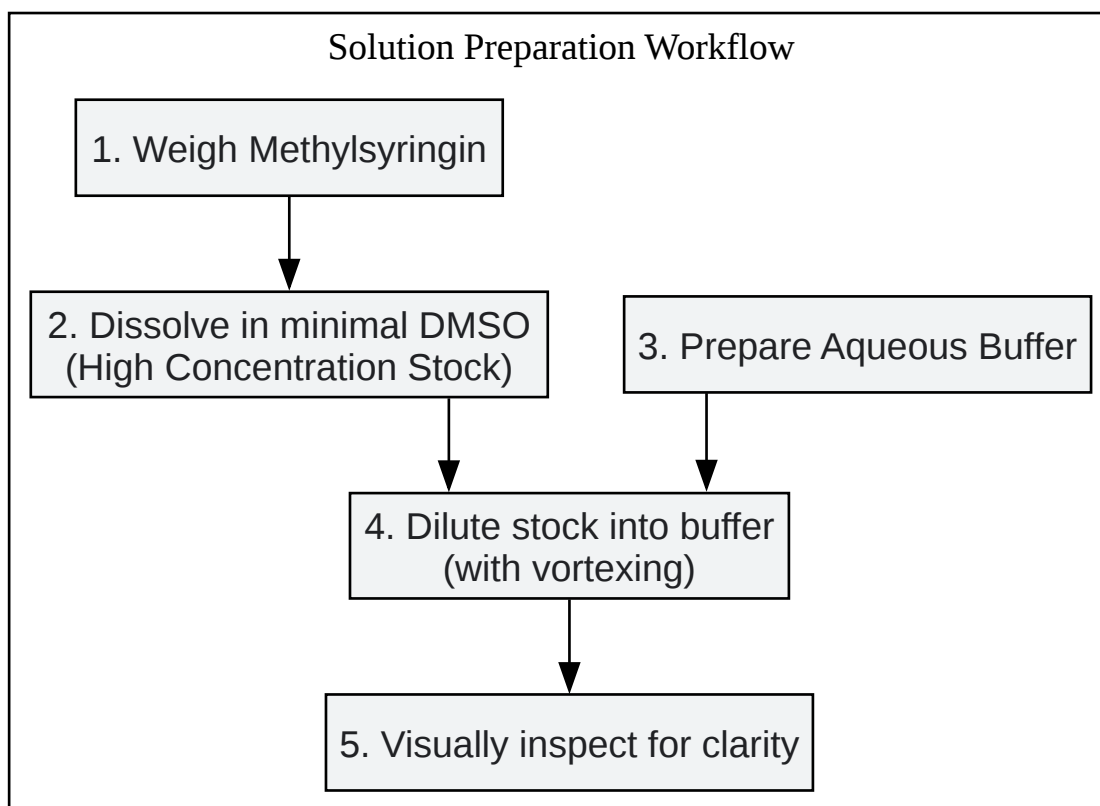 Solution Preparation Workflow
1. Weigh Methylsyringin
2. Dissolve in minimal DMSO
(High Concentration Stock)
3. Prepare Aqueous Buffer
4. Dilute stock into buffer
(with vortexing)
5. Visually inspect for clarity